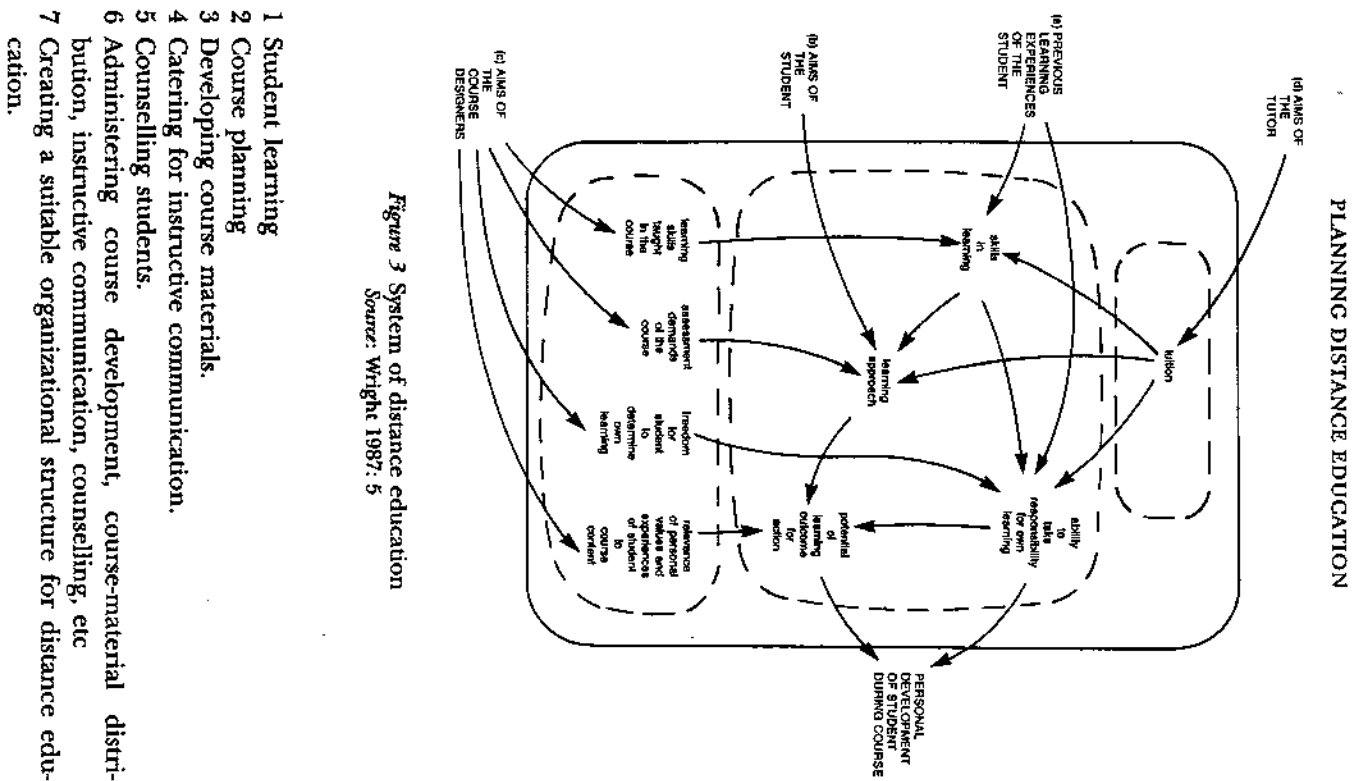 PLANNING DISTANCE EDUCATION
(d) AIMS OF
THE
TUTOR
tuition
(a) PREVIOUS
LEARNING
EXPERIENCES
OF THE
STUDENT
skills
in
learning
ability
to
take
responsibility
for own
learning
PERSONAL
DEVELOPMENT
OF STUDENT
DURING COURSE
(b) AIMS OF
THE
STUDENT
learning
approach
potential
of
learning
outcome
for
action
learning
skills
taught
in the
course
assessment
demands
of the
course
freedom
for
student
to
determine
own
learning
relevance
of personal
values and
experiences
of student
to
course
content
(c) AIMS OF
THE
COURSE
DESIGNERS
Figure 3 System of distance education
Source: Wright 1987: 5
1 Student learning
2 Course planning
3 Developing course materials.
4 Catering for instructive communication.
5 Counselling students.
6 Administering course development, course-material distri-
bution, instructive communication, counselling, etc
7 Creating a suitable organizational structure for distance edu-
cation.